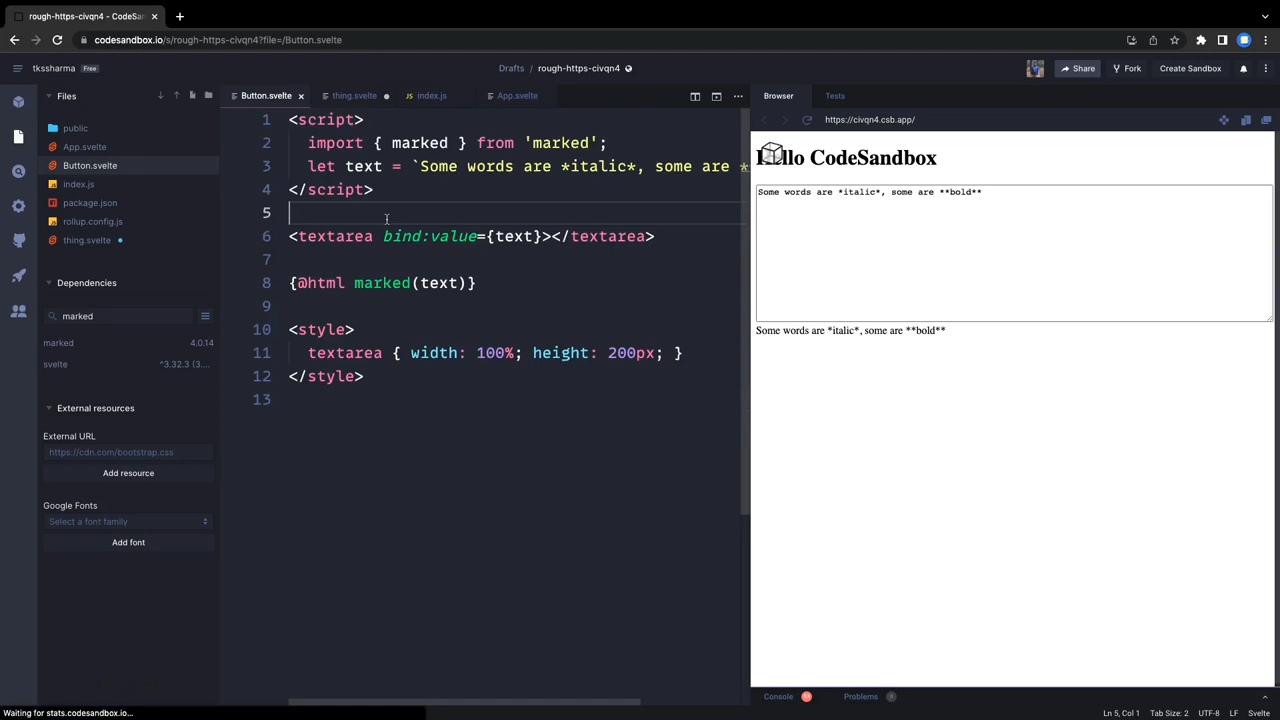 rough-https-civqn4 - CodeSan
codesandbox.io/s/rough-https-civqn4?file=/Button.svelte
tkssharma Free
Drafts / rough-https-civqn4
Share
Fork
Create Sandbox
Files
public
App.svelte
Button.svelte
index.js
package.json
rollup.config.js
thing.svelte
Dependencies
marked
marked 4.0.14
svelte ^3.32.3 (3....
External resources
External URL
https://cdn.com/bootstrap.css
Add resource
Google Fonts
Select a font family
Add font
Button.svelte
thing.svelte
index.js
App.svelte
1 <script>
2 import { marked } from 'marked';
3 let text = `Some words are *italic*, some are *
4 </script>
5
6 <textarea bind:value={text}></textarea>
7
8 {@html marked(text)}
9
10 <style>
11 textarea { width: 100%; height: 200px; }
12 </style>
13
Browser
Tests
https://civqn4.csb.app/
Hello CodeSandbox
Some words are *italic*, some are **bold**
Some words are *italic*, some are **bold**
Console
Problems
Waiting for stats.codesandbox.io...
Ln 5, Col 1 Tab Size: 2 UTF-8 LF Svelte